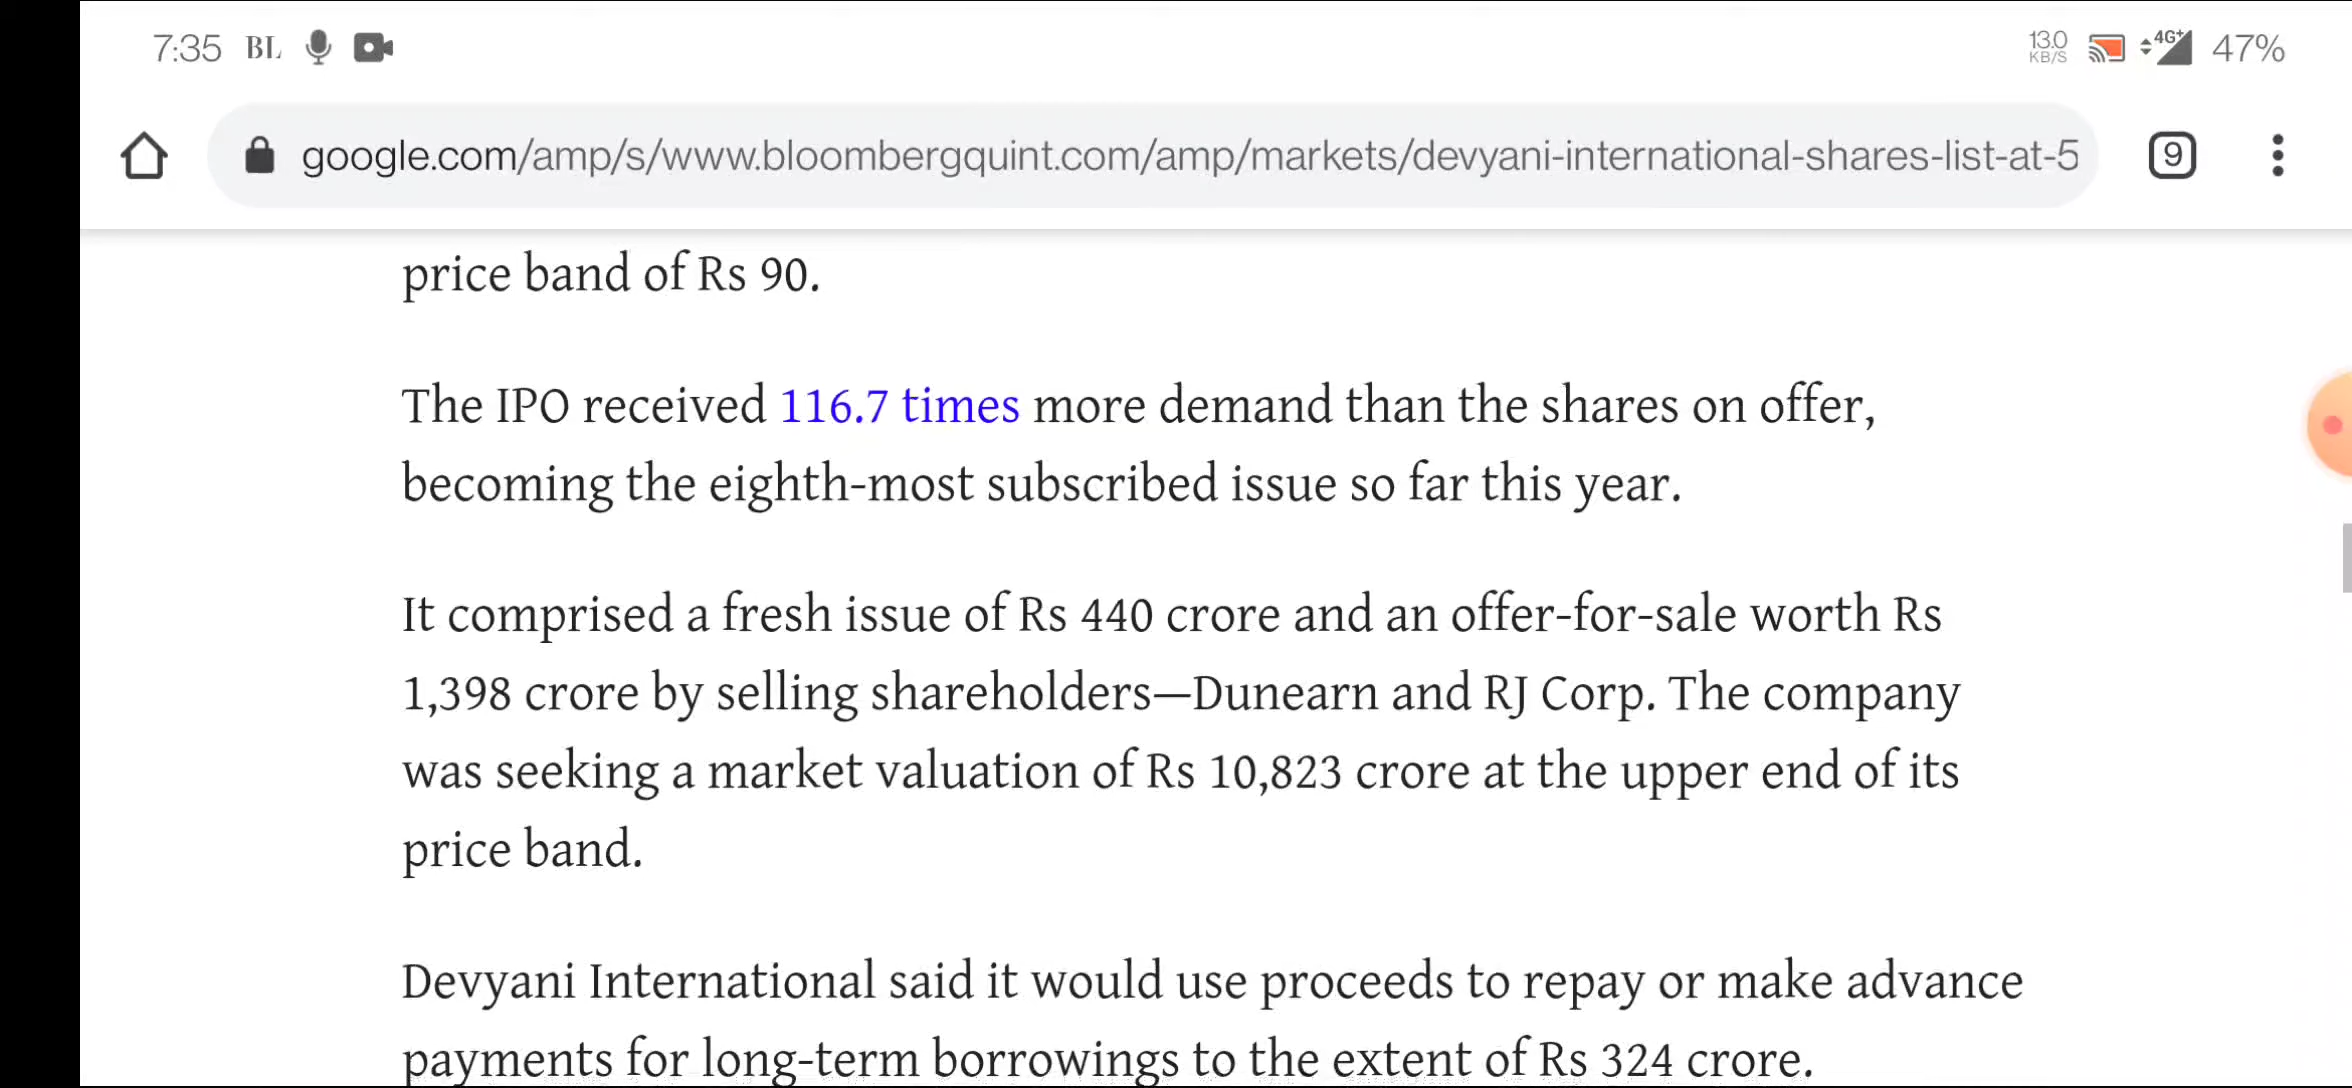 7:35 BL 13.0 KB/S 4G+ 47%
google.com/amp/s/www.bloombergquint.com/amp/markets/devyani-international-shares-list-at-5 9
price band of Rs 90.
The IPO received 116.7 times more demand than the shares on offer,
becoming the eighth-most subscribed issue so far this year.
It comprised a fresh issue of Rs 440 crore and an offer-for-sale worth Rs
1,398 crore by selling shareholders—Dunearn and RJ Corp. The company
was seeking a market valuation of Rs 10,823 crore at the upper end of its
price band.
Devyani International said it would use proceeds to repay or make advance
payments for long-term borrowings to the extent of Rs 324 crore.